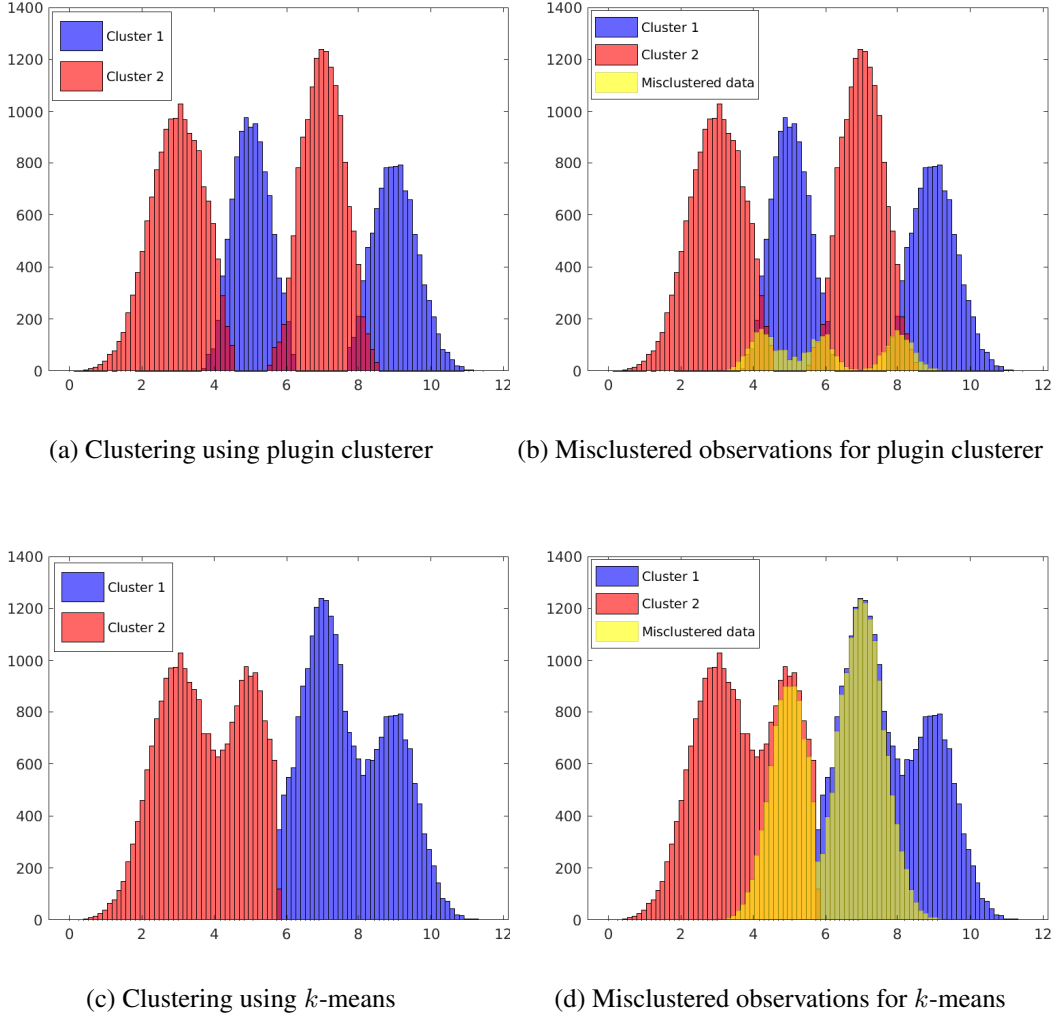 1400
1200
1000
800
600
400
200
0
0 2 4 6 8 10 12
Cluster 1
Cluster 2
1400
1200
1000
800
600
400
200
0
0 2 4 6 8 10 12
Cluster 1
Cluster 2
Misclustered data
(a) Clustering using plugin clusterer
(b) Misclustered observations for plugin clusterer
1400
1200
1000
800
600
400
200
0
0 2 4 6 8 10 12
Cluster 1
Cluster 2
1400
1200
1000
800
600
400
200
0
0 2 4 6 8 10 12
Cluster 1
Cluster 2
Misclustered data
(c) Clustering using k-means
(d) Misclustered observations for k-means